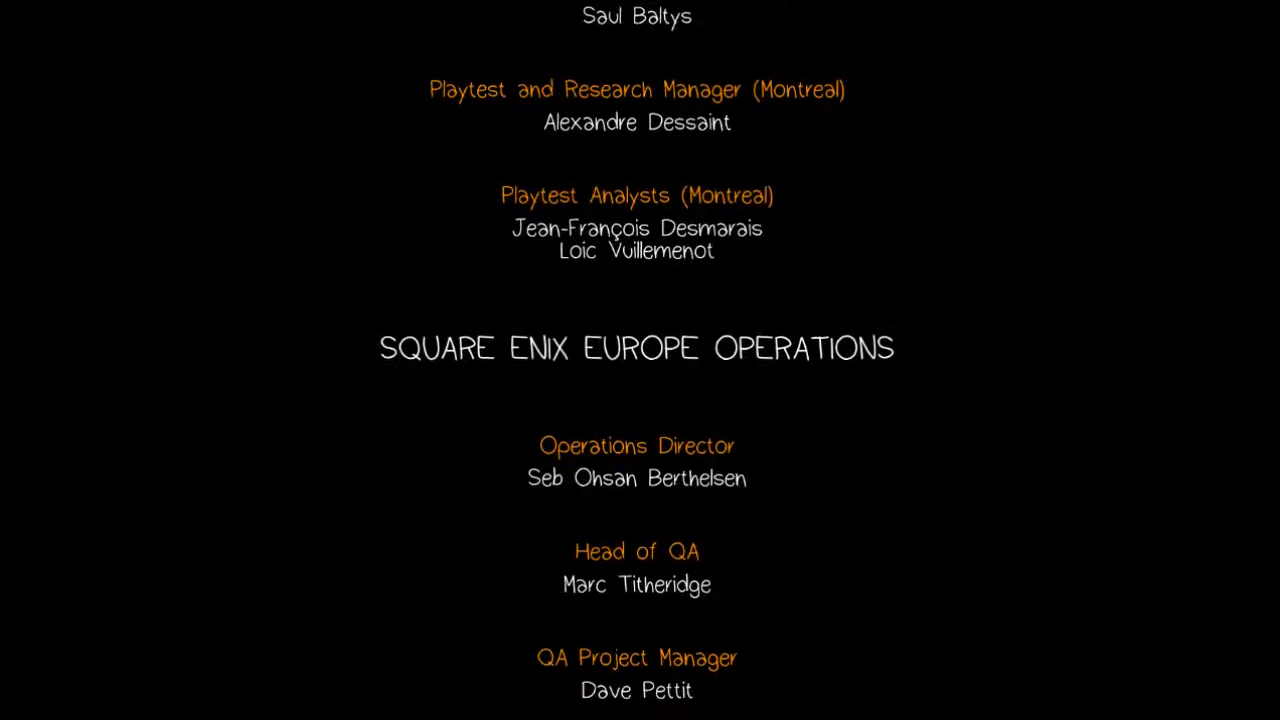 Saul Baltys
Playtest and Research Manager (Montreal)
Alexandre Dessaint
Playtest Analysts (Montreal)
Jean-François Desmarais
Loic Vuillemenot
SQUARE ENIX EUROPE OPERATIONS
Operations Director
Seb Ohsan Berthelsen
Head of QA
Marc Titheridge
QA Project Manager
Dave Pettit